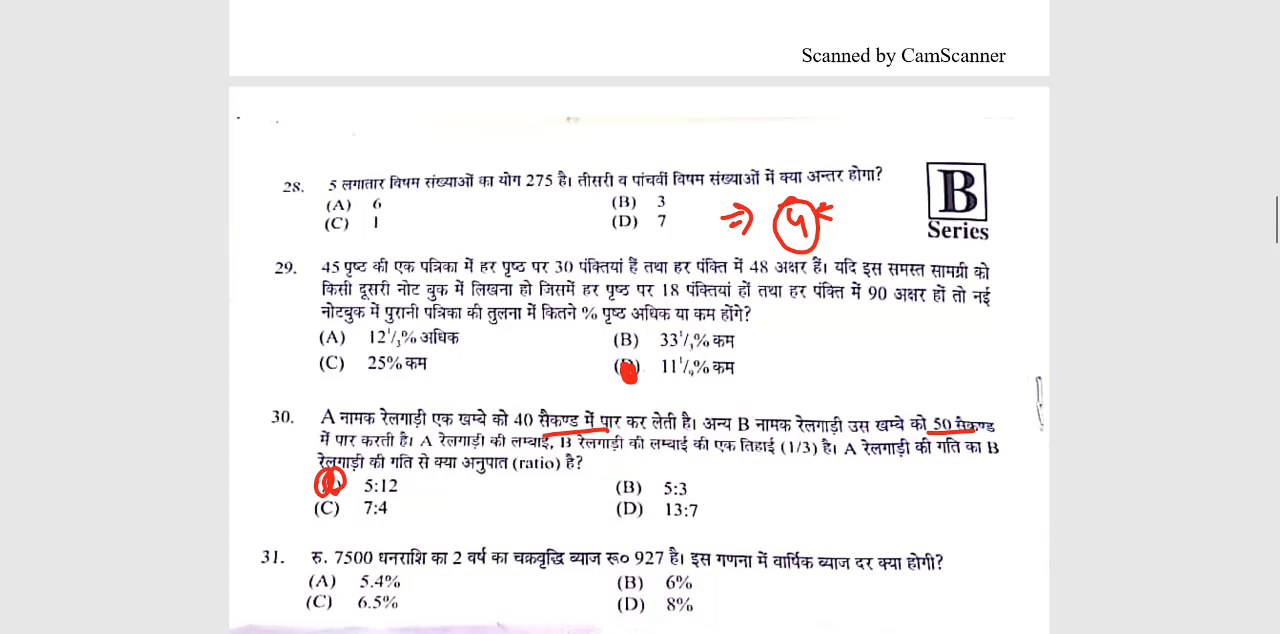 Scanned by CamScanner
28. 5 लगातार विषम संख्याओं का योग 275 है। तीसरी व पांचवीं विषम संख्याओं में क्या अन्तर होगा?
(A) 6 (B) 3
(C) 1 (D) 7
⇒ 4*
B
Series
29. 45 पृष्ठ की एक पत्रिका में हर पृष्ठ पर 30 पंक्तियां हैं तथा हर पंक्ति में 48 अक्षर हैं। यदि इस समस्त सामग्री को
किसी दूसरी नोट बुक में लिखना हो जिसमें हर पृष्ठ पर 18 पंक्तियां हों तथा हर पंक्ति में 90 अक्षर हों तो नई
नोटबुक में पुरानी पत्रिका की तुलना में कितने % पृष्ठ अधिक या कम होंगे?
(A) 12¹/₃% अधिक (B) % कम
(C) 25% कम % कम
30. A नामक रेलगाड़ी एक खम्बे को 40 सैकण्ड में पार कर लेती है। अन्य B नामक रेलगाड़ी उस खम्बे को 50 सैकण्ड
में पार करती है। A रेलगाड़ी की लम्बाई, B रेलगाड़ी की लम्बाई की एक तिहाई (1/3) है। A रेलगाड़ी की गति का B
रेलगाड़ी की गति से क्या अनुपात (ratio) है?
5:12 (B) 5:3
(C) 7:4 (D) 13:7
31. रु. 7500 धनराशि का 2 वर्ष का चक्रवृद्धि ब्याज रू० 927 है। इस गणना में वार्षिक ब्याज दर क्या होगी?
(A) 5.4% (B) 6%
(C) 6.5% (D) 8%